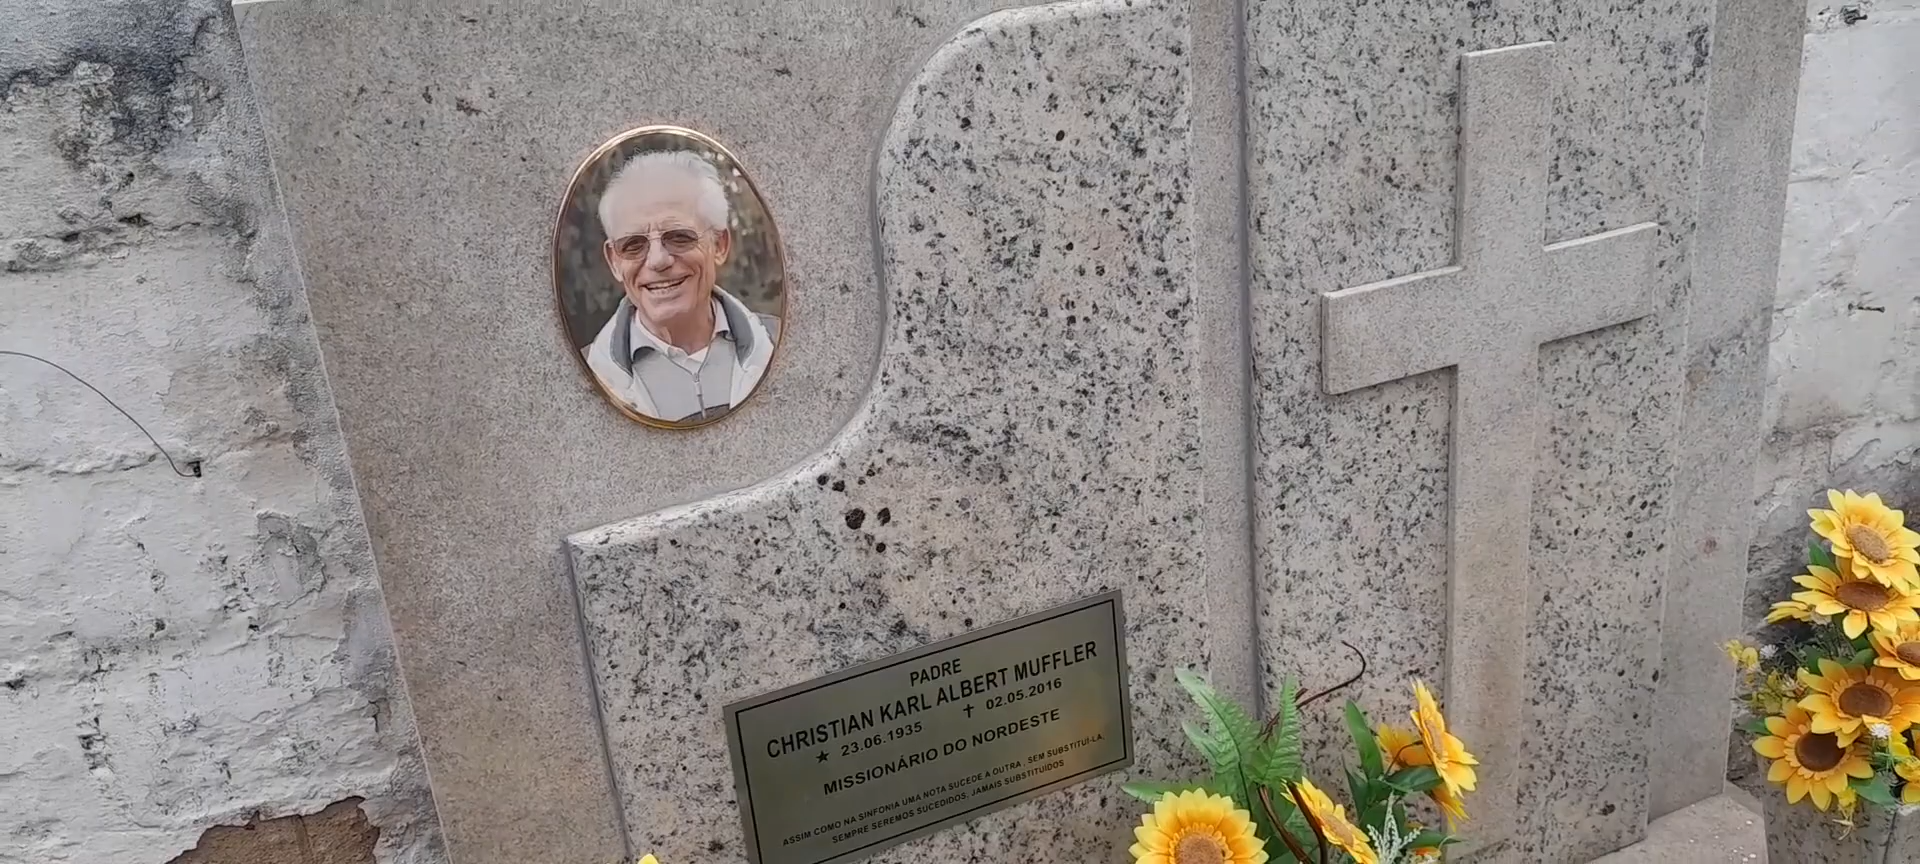 PADRE
CHRISTIAN KARL ALBERT MUFFLER
★ 23.06.1935 ✝ 02.05.2016
MISSIONÁRIO DO NORDESTE
ASSIM COMO NA SINFONIA UMA NOTA SUCEDE A OUTRA, SEM SUBSTITUÍ-LA,
SEMPRE SEREMOS SUCEDIDOS, JAMAIS SUBSTITUÍDOS